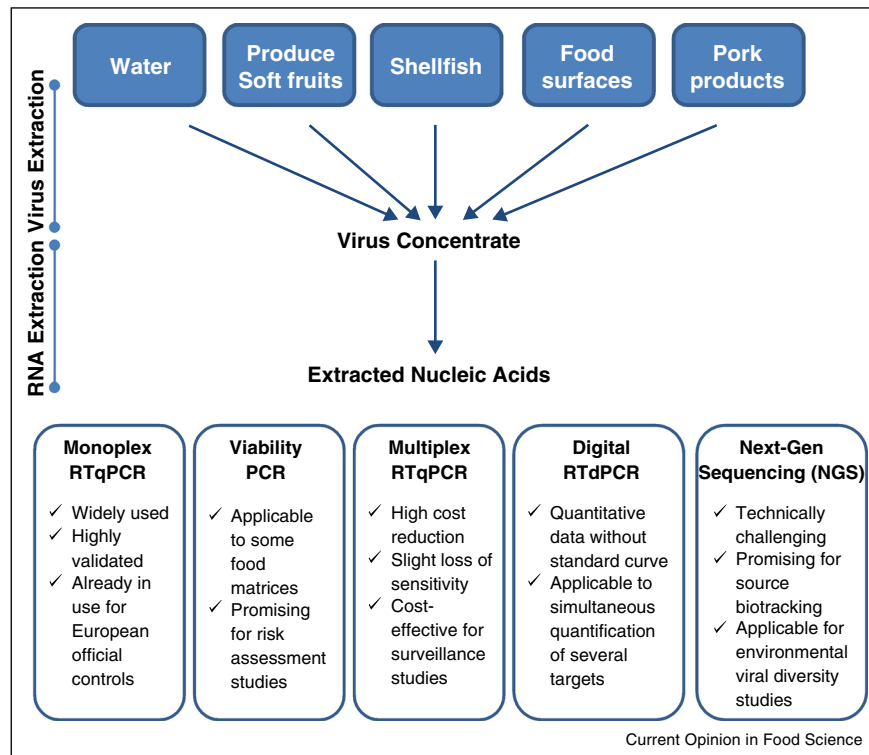 Water
Produce
Soft fruits
Shellfish
Food
surfaces
Pork
products
Virus Extraction
Virus Concentrate
RNA Extraction
Extracted Nucleic Acids
Monoplex
RTqPCR
✓ Widely used
✓ Highly
validated
✓ Already in
use for
European
official
controls
Viability
PCR
✓ Applicable
to some
food
matrices
✓ Promising
for risk
assessment
studies
Multiplex
RTqPCR
✓ High cost
reduction
✓ Slight loss of
sensitivity
✓ Cost-
effective for
surveillance
studies
Digital
RTdPCR
✓ Quantitative
data without
standard curve
✓ Applicable to
simultaneous
quantification
of several
targets
Next-Gen
Sequencing (NGS)
✓ Technically
challenging
✓ Promising for
source
biotracking
✓ Applicable for
environmental
viral diversity
studies
Current Opinion in Food Science